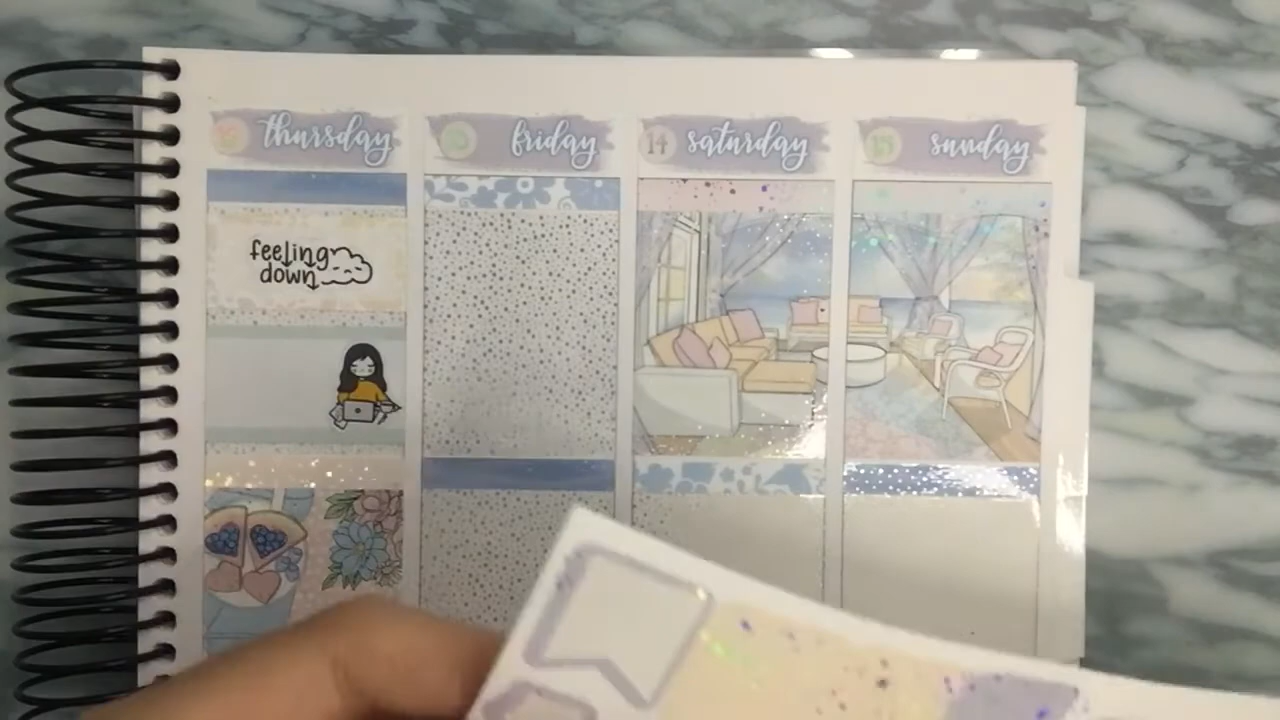 thursday
friday
14 saturday
15 sunday
feeling
down